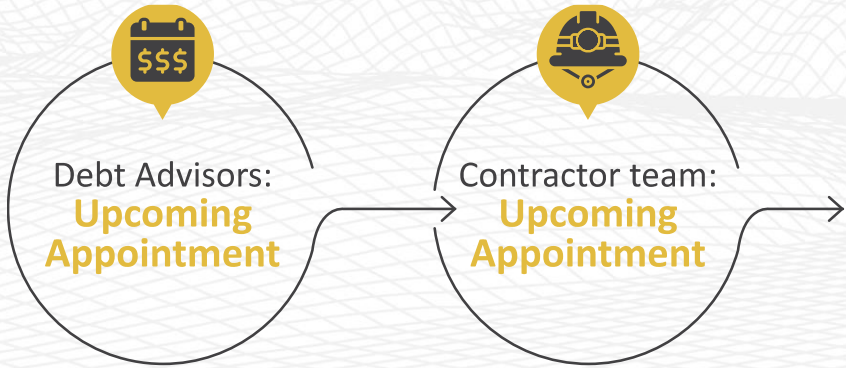 $$$
Debt Advisors:
Upcoming
Appointment
Contractor team:
Upcoming
Appointment